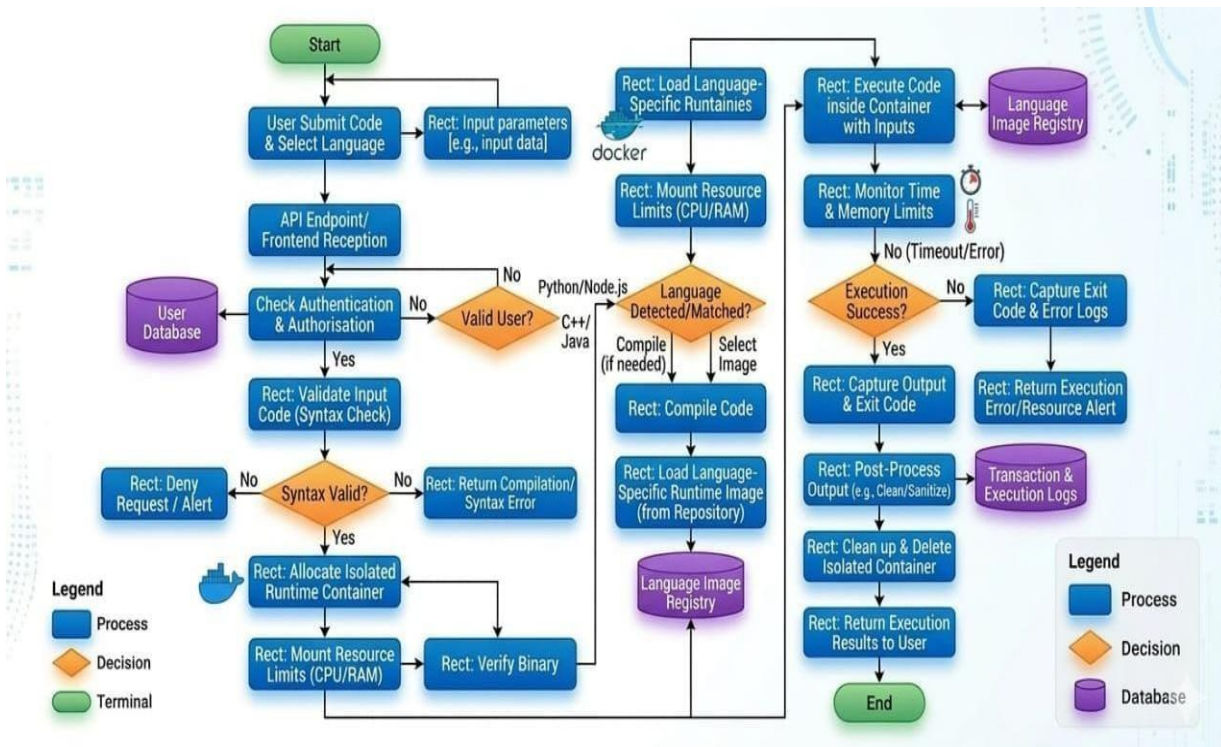 Start
User Submit Code
& Select Language
Rect: Input parameters
[e.g., input data]
API Endpoint/
Frontend Reception
User
Database
Check Authentication
& Authorisation
No
Valid User?
No
Yes
Rect: Validate Input
Code (Syntax Check)
Rect: Deny
Request / Alert
No
Syntax Valid?
No
Rect: Return Compilation/
Syntax Error
Yes
Rect: Allocate Isolated
Runtime Container
Rect: Mount Resource
Limits (CPU/RAM)
Rect: Verify Binary
Legend
Process
Decision
Terminal
Rect: Load Language-
Specific Runtainies
docker
Rect: Mount Resource
Limits (CPU/RAM)
Python/Node.js
C++/
Java
Language
Detected/Matched?
Compile
(if needed)
Select
Image
Rect: Compile Code
Rect: Load Language-
Specific Runtime Image
(from Repository)
Language Image
Registry
Rect: Execute Code
inside Container
with Inputs
Language
Image Registry
Rect: Monitor Time
& Memory Limits
No (Timeout/Error)
Execution
Success?
No
Rect: Capture Exit
Code & Error Logs
Yes
Rect: Capture Output
& Exit Code
Rect: Return Execution
Error/Resource Alert
Rect: Post-Process
Output (e.g., Clean/Sanitize)
Transaction &
Execution Logs
Rect: Clean up & Delete
Isolated Container
Rect: Return Execution
Results to User
End
Legend
Process
Decision
Database